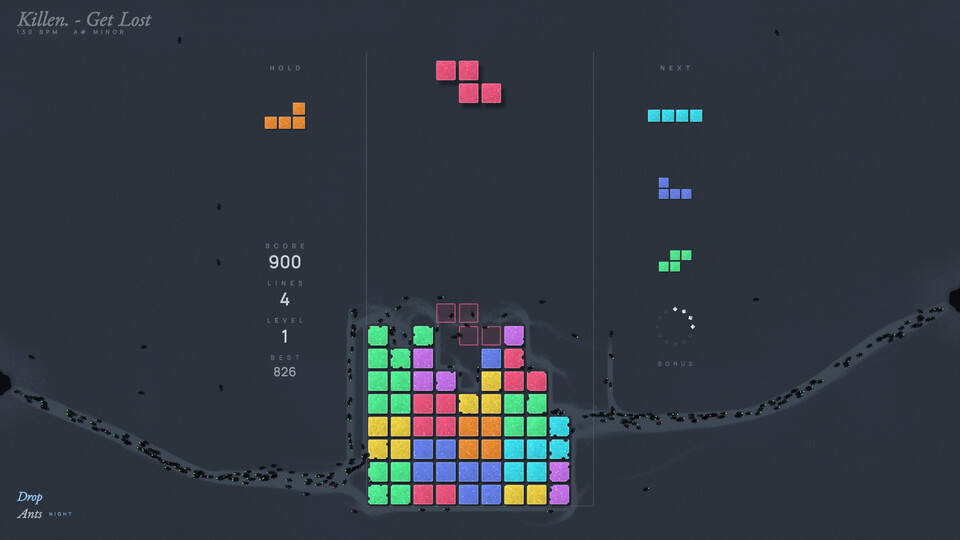 Killen. - Get Lost
130 BPM A# MINOR
HOLD
NEXT
SCORE
900
LINES
4
LEVEL
1
BEST
826
BONUS
Drop
Ants NIGHT